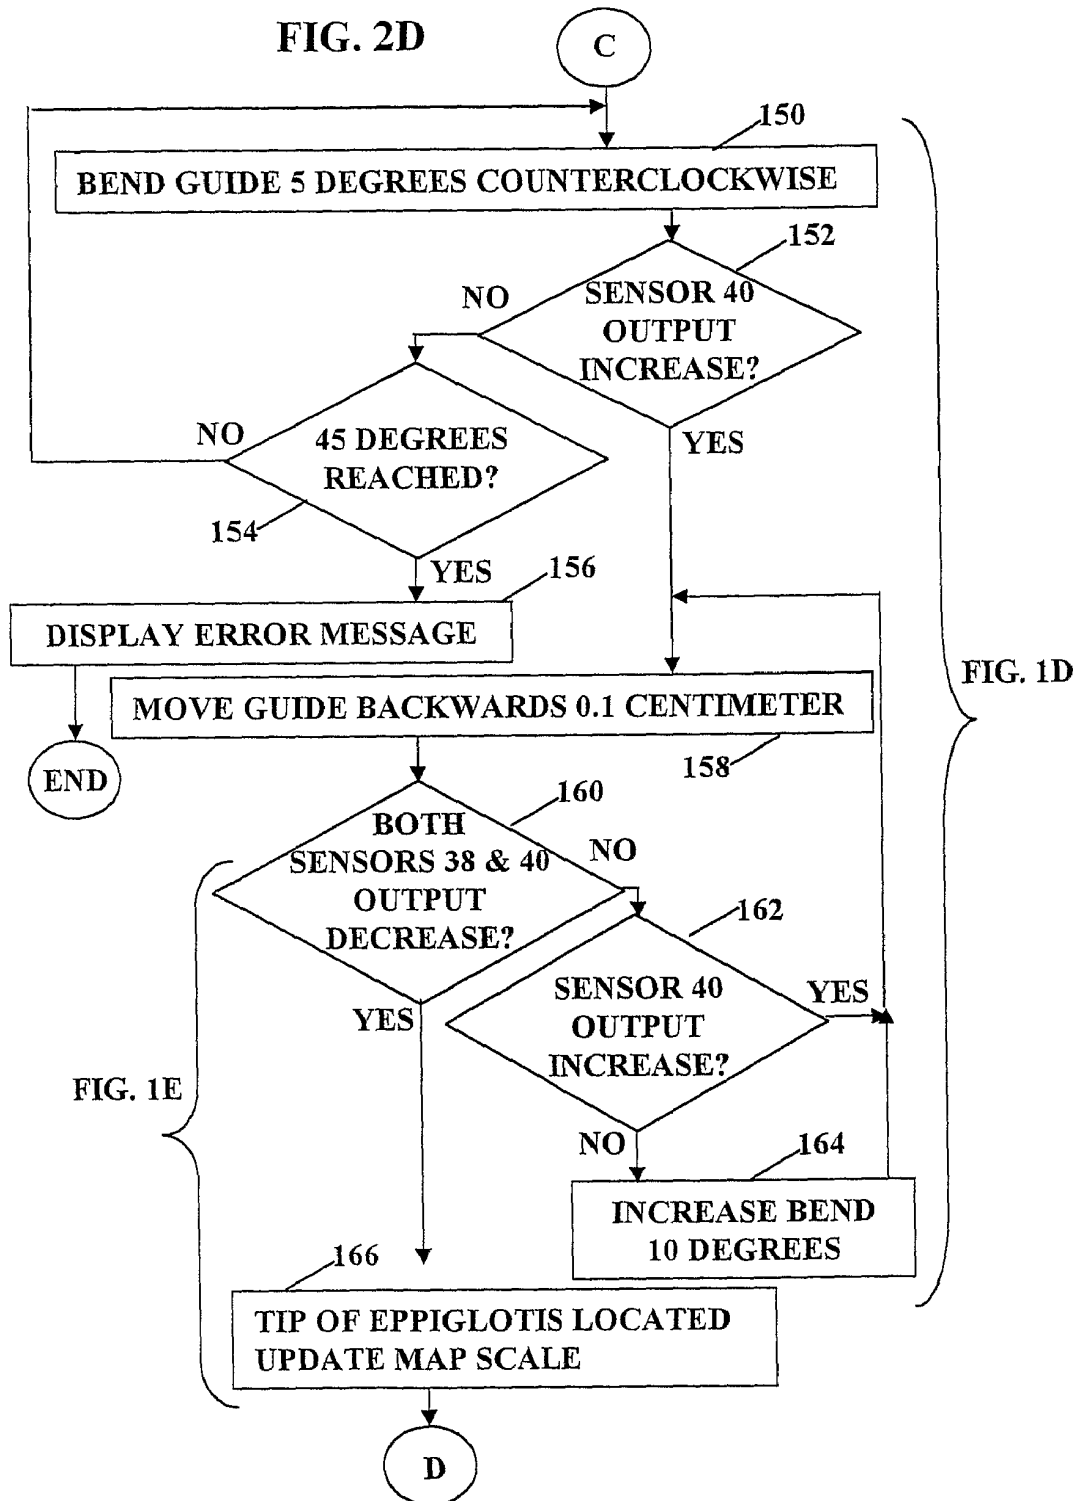 FIG. 2D
C
150
BEND GUIDE 5 DEGREES COUNTERCLOCKWISE
152
SENSOR 40
OUTPUT
INCREASE?
NO
YES
45 DEGREES
REACHED?
NO
154
YES
156
DISPLAY ERROR MESSAGE
FIG. 1D
MOVE GUIDE BACKWARDS 0.1 CENTIMETER
158
END
160
BOTH
SENSORS 38 & 40
OUTPUT
DECREASE?
NO
162
YES
SENSOR 40
OUTPUT
INCREASE?
YES
FIG. 1E
NO
164
INCREASE BEND
10 DEGREES
166
TIP OF EPPIGLOTIS LOCATED
UPDATE MAP SCALE
D